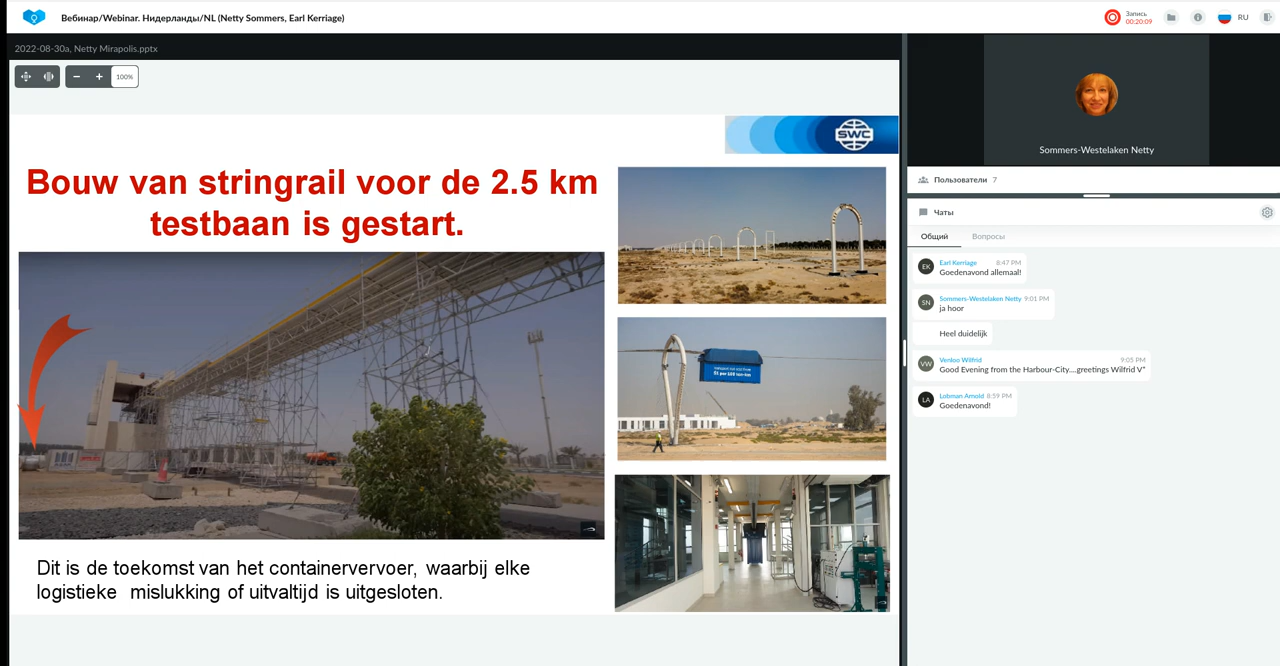 Вебинар/Webinar. Нидерланды/NL (Netty Sommers, Earl Kerriage)
Запись
00:20:09
RU
2022-08-30a, Netty Mirapolis.pptx
100%
SWC
Bouw van stringrail voor de 2.5 km
testbaan is gestart.
Dit is de toekomst van het containervervoer, waarbij elke
logistieke mislukking of uitvaltijd is uitgesloten.
Sommers-Westelaken Netty
Пользователи 7
Чаты
Общий
Вопросы
EK
Earl Kerriage 8:47 PM
Goedenavond allemaal!
SN
Sommers-Westelaken Netty 9:01 PM
ja hoor
Heel duidelijk
VW
Venloo Wilfrid 9:05 PM
Good Evening from the Harbour-City....greetings Wilfrid V"
LA
Lobman Arnold 8:59 PM
Goedenavond!